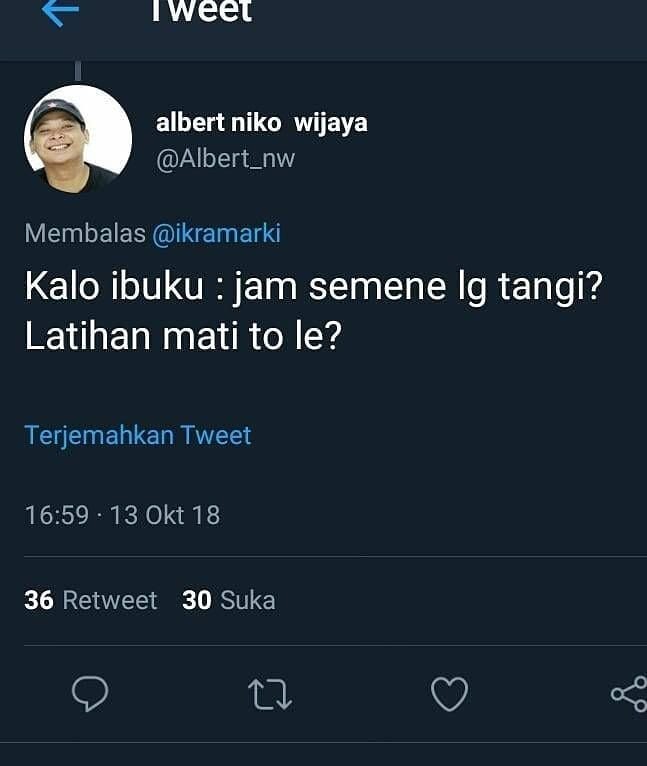 Tweet
albert niko wijaya
@Albert_nw
Membalas @ikramarki
Kalo ibuku : jam semene lg tangi?
Latihan mati to le?
Terjemahkan Tweet
16:59 · 13 Okt 18
36 Retweet 30 Suka